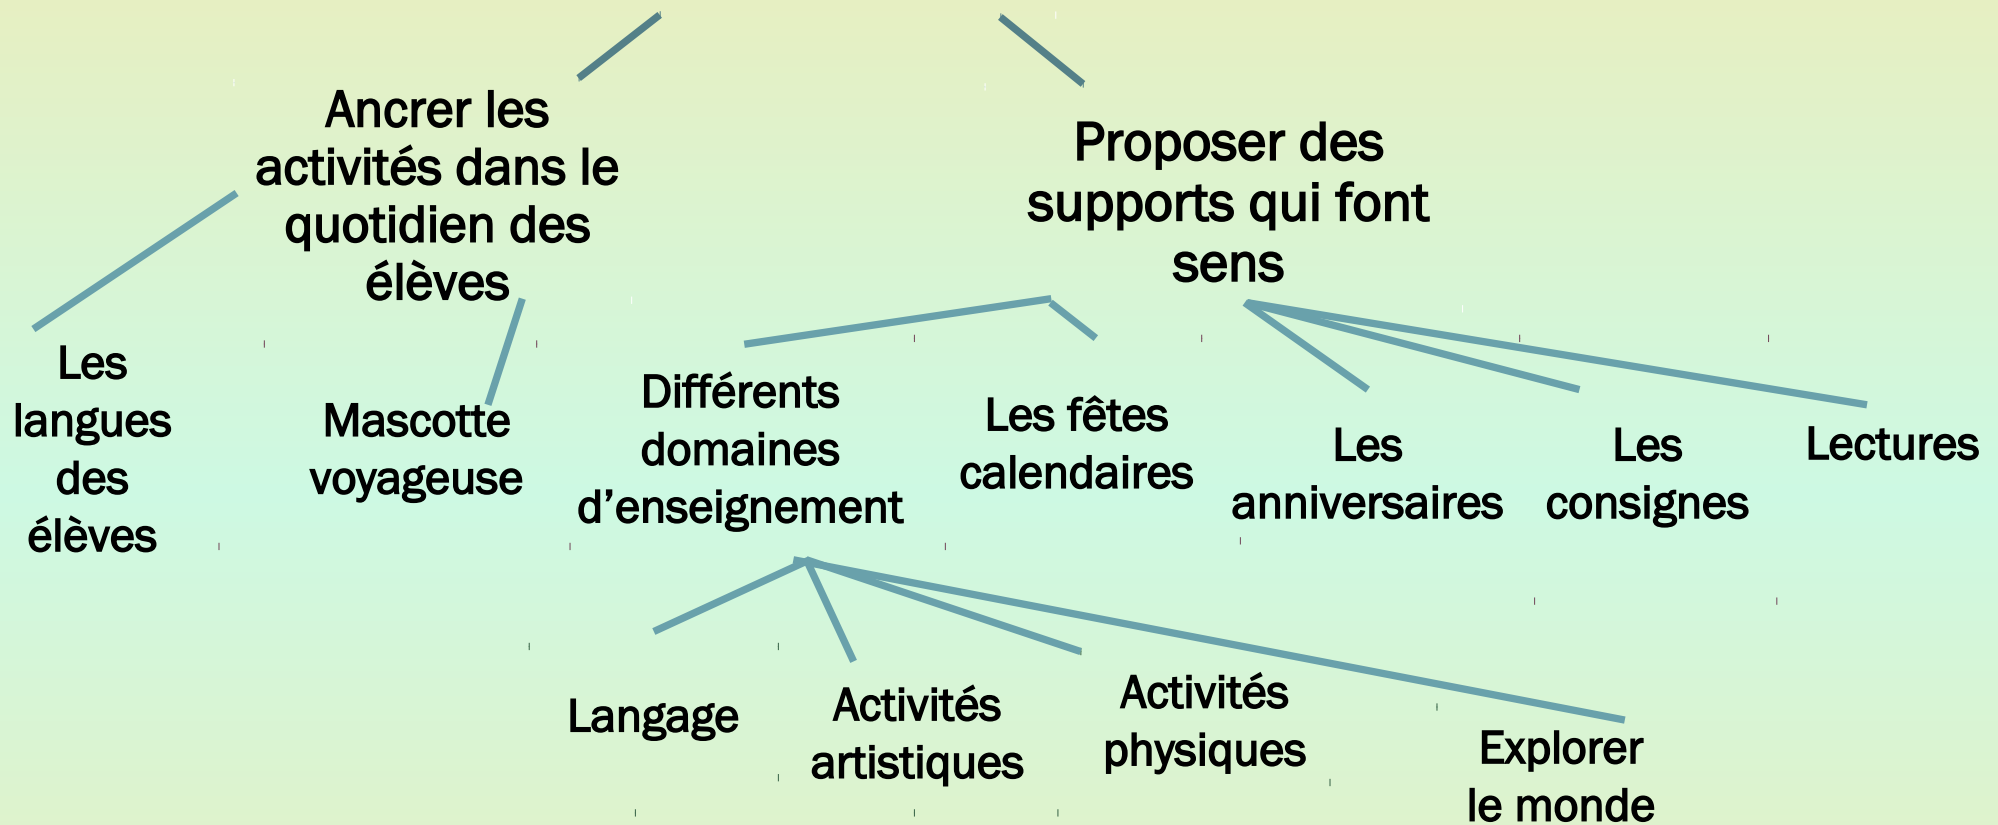 Ancrer les
activités dans le
quotidien des
élèves
Proposer des
supports qui font
sens
Les
langues
des
élèves
Mascotte
voyageuse
Différents
domaines
d’enseignement
Les fêtes
calendaires
Les
anniversaires
Les
consignes
Lectures
Langage
Activités
artistiques
Activités
physiques
Explorer
le monde